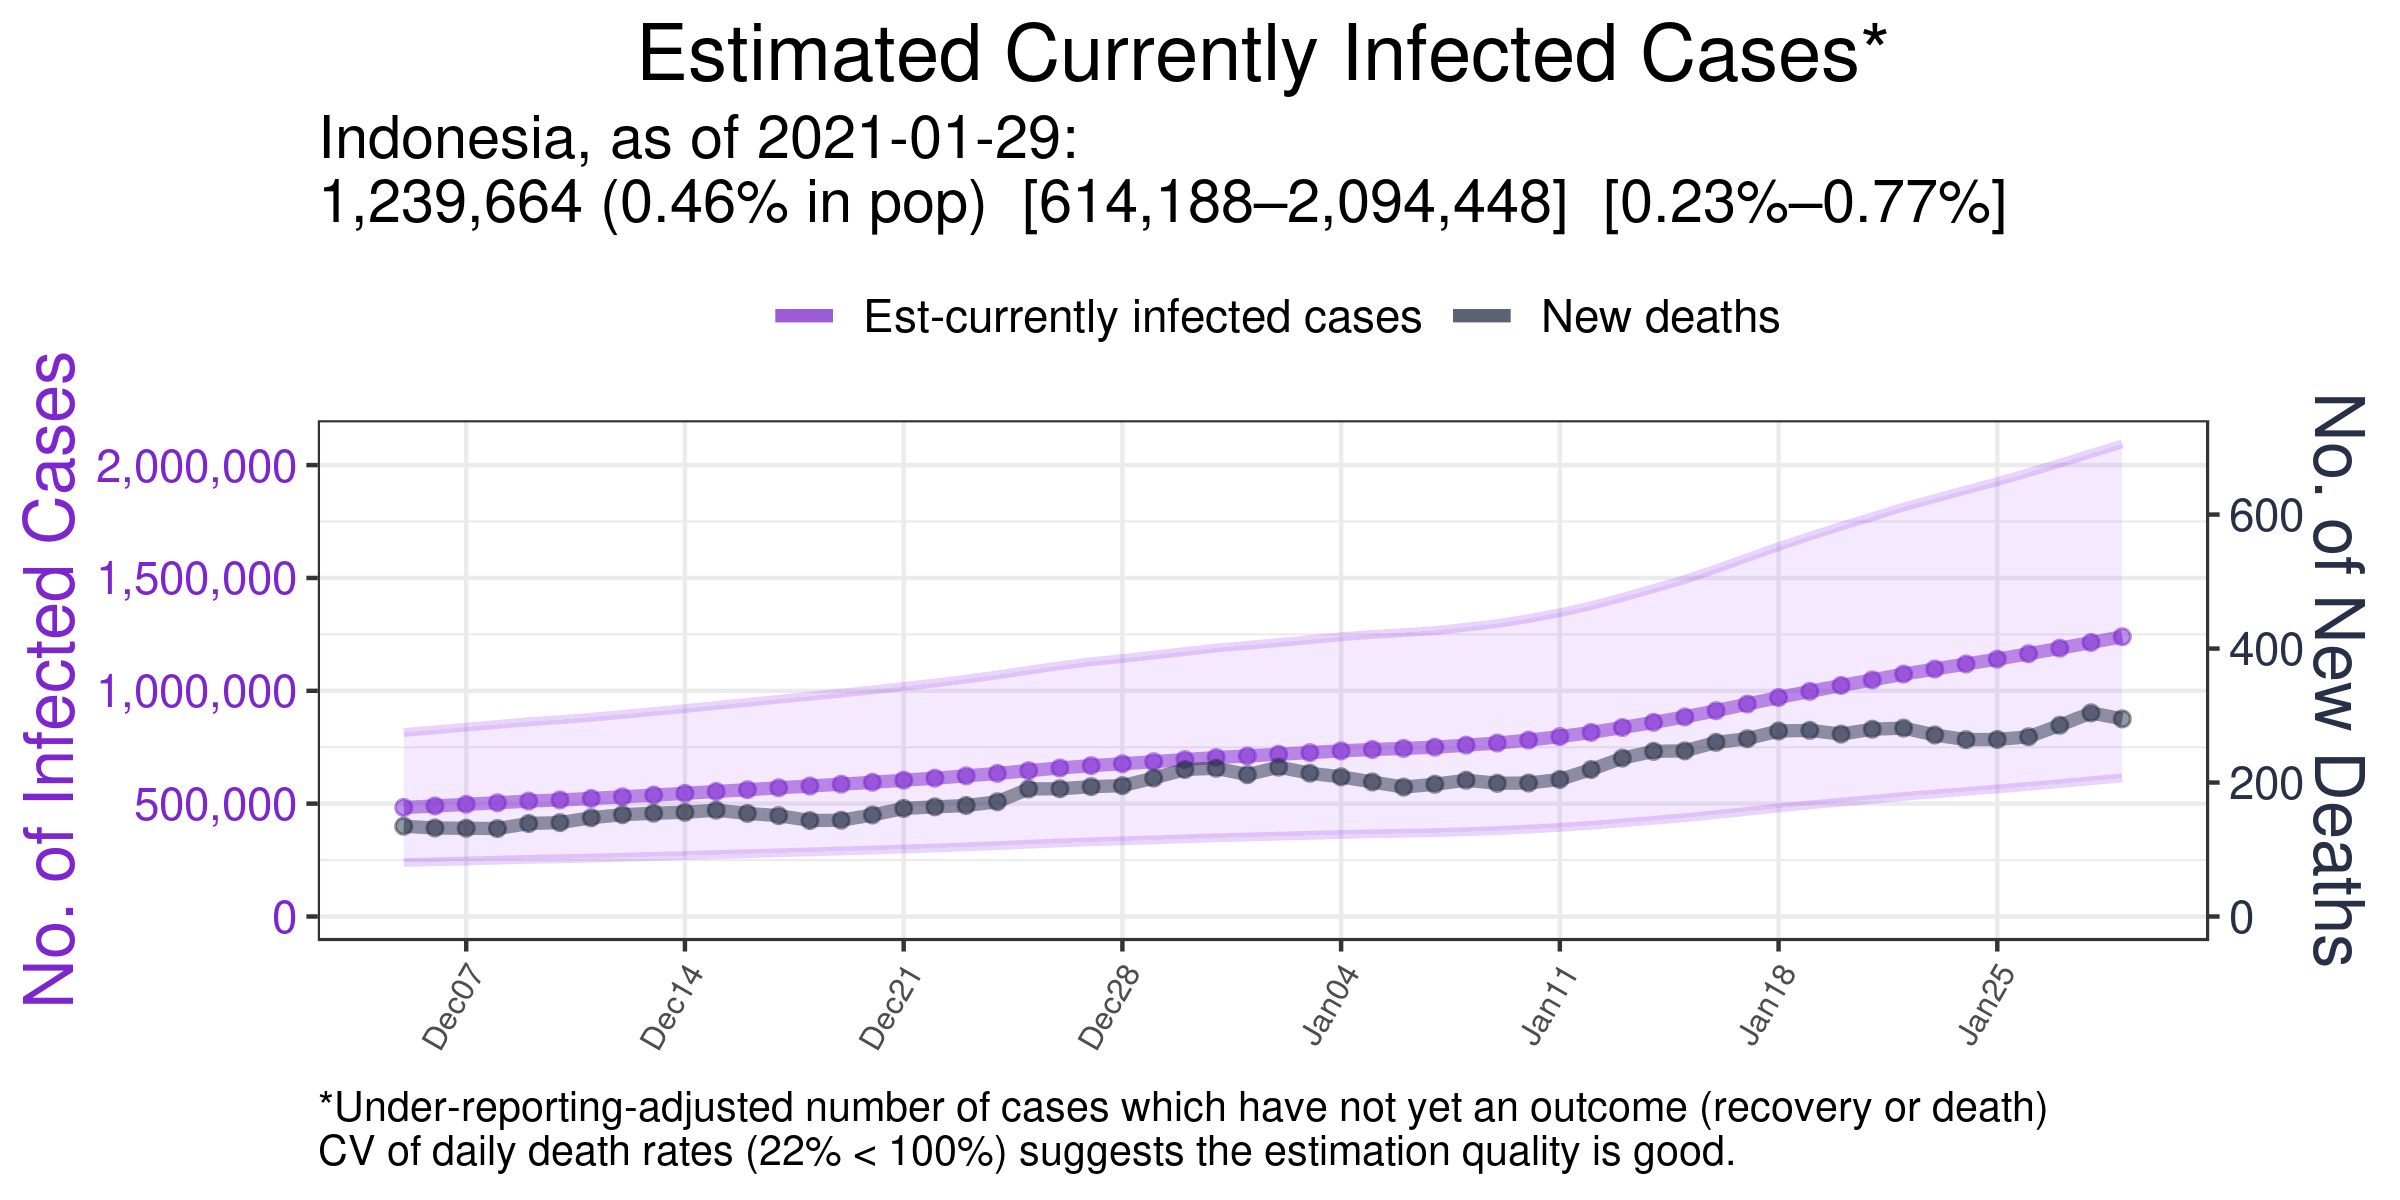 Estimated Currently Infected Cases*
Indonesia, as of 2021-01-29:
1,239,664 (0.46% in pop)  [614,188–2,094,448]  [0.23%–0.77%]
Est-currently infected cases
New deaths
No. of Infected Cases
2,000,000
1,500,000
1,000,000
500,000
0
600
400
200
0
No. of New Deaths
Dec07
Dec14
Dec21
Dec28
Jan04
Jan11
Jan18
Jan25
*Under-reporting-adjusted number of cases which have not yet an outcome (recovery or death)
CV of daily death rates (22% < 100%) suggests the estimation quality is good.